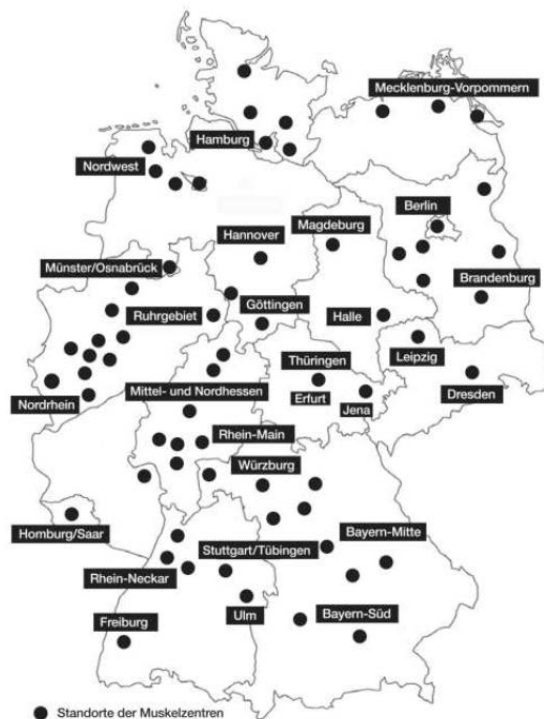 Mecklenburg-Vorpommern
Hamburg
Nordwest
Berlin
Magdeburg
Hannover
Münster/Osnabrück
Brandenburg
Göttingen
Ruhrgebiet
Halle
Leipzig
Thüringen
Mittel- und Nordhessen
Erfurt
Dresden
Jena
Nordrhein
Rhein-Main
Würzburg
Homburg/Saar
Bayern-Mitte
Stuttgart/Tübingen
Rhein-Neckar
Ulm
Bayern-Süd
Freiburg
Standorte der Muskelzentren